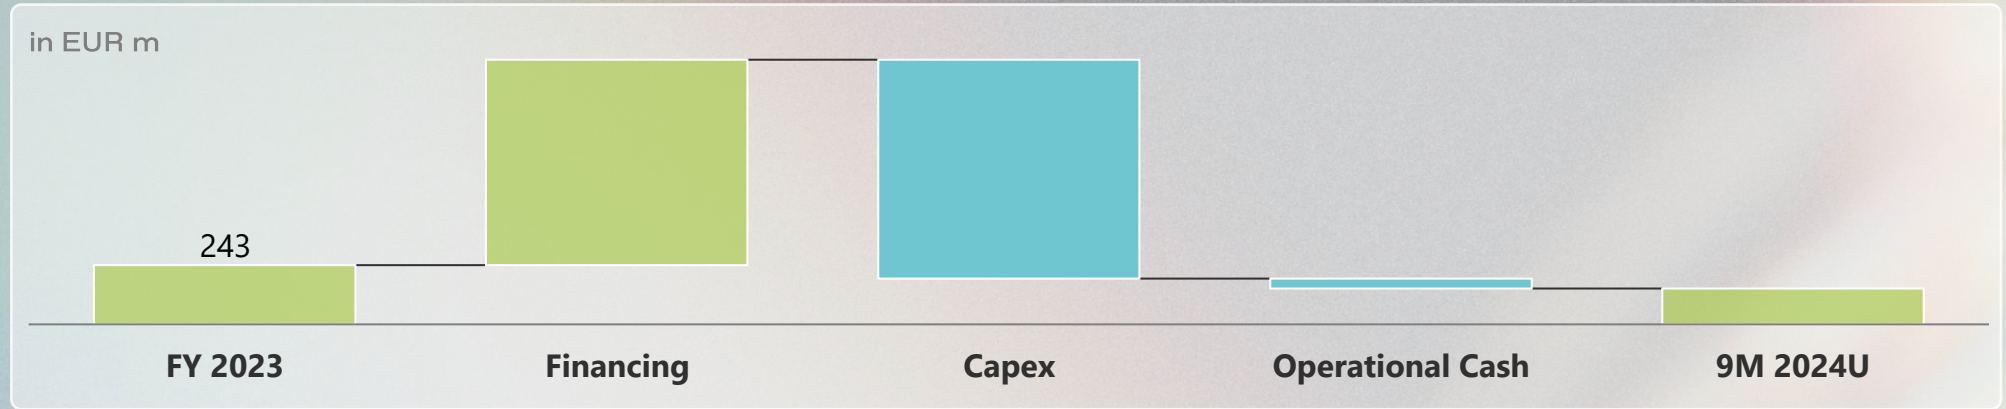 in EUR m
243
FY 2023
Financing
Capex
Operational Cash
9M 2024U